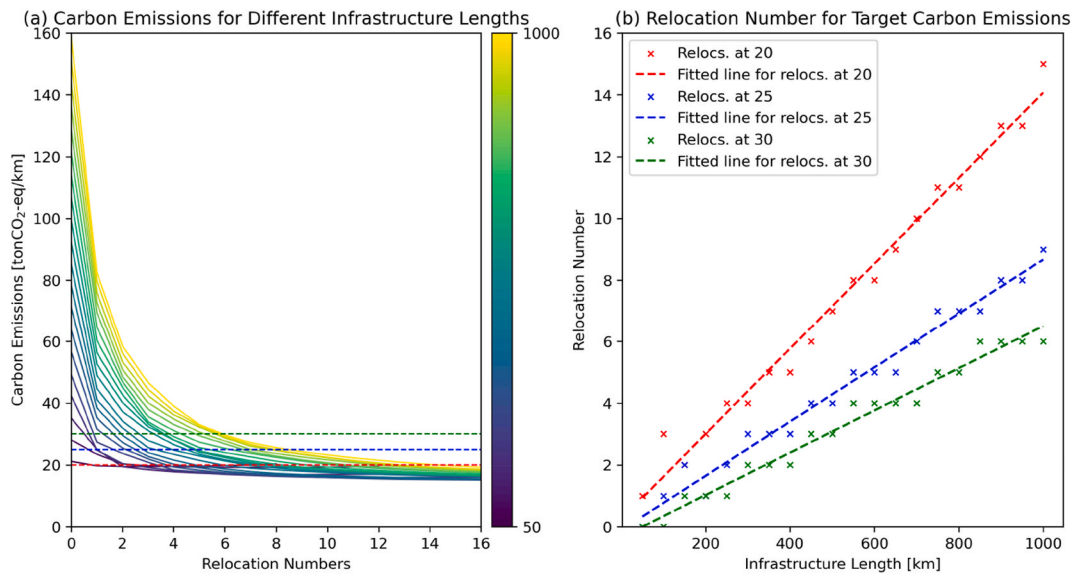 (a) Carbon Emissions for Different Infrastructure Lengths
160
140
120
100
80
60
40
20
0
Carbon Emissions [tonCO₂-eq/km]
0 2 4 6 8 10 12 14 16
Relocation Numbers
1000
50
(b) Relocation Number for Target Carbon Emissions
16
14
12
10
8
6
4
2
0
Relocation Number
Relocs. at 20
Fitted line for relocs. at 20
Relocs. at 25
Fitted line for relocs. at 25
Relocs. at 30
Fitted line for relocs. at 30
200 400 600 800 1000
Infrastructure Length [km]